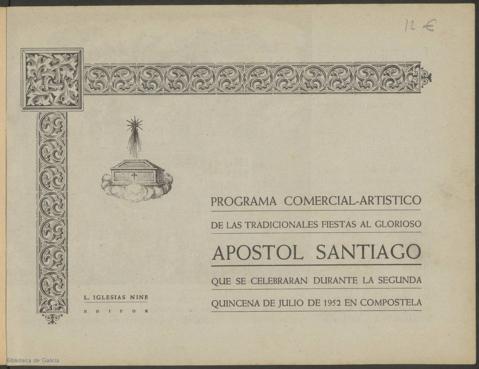 12 €
PROGRAMA COMERCIAL-ARTISTICO
DE LAS TRADICIONALES FIESTAS AL GLORIOSO
APOSTOL SANTIAGO
QUE SE CELEBRARAN DURANTE LA SEGUNDA
QUINCENA DE JULIO DE 1952 EN COMPOSTELA
L. IGLESIAS NINE
EDITOR
Biblioteca de Galicia